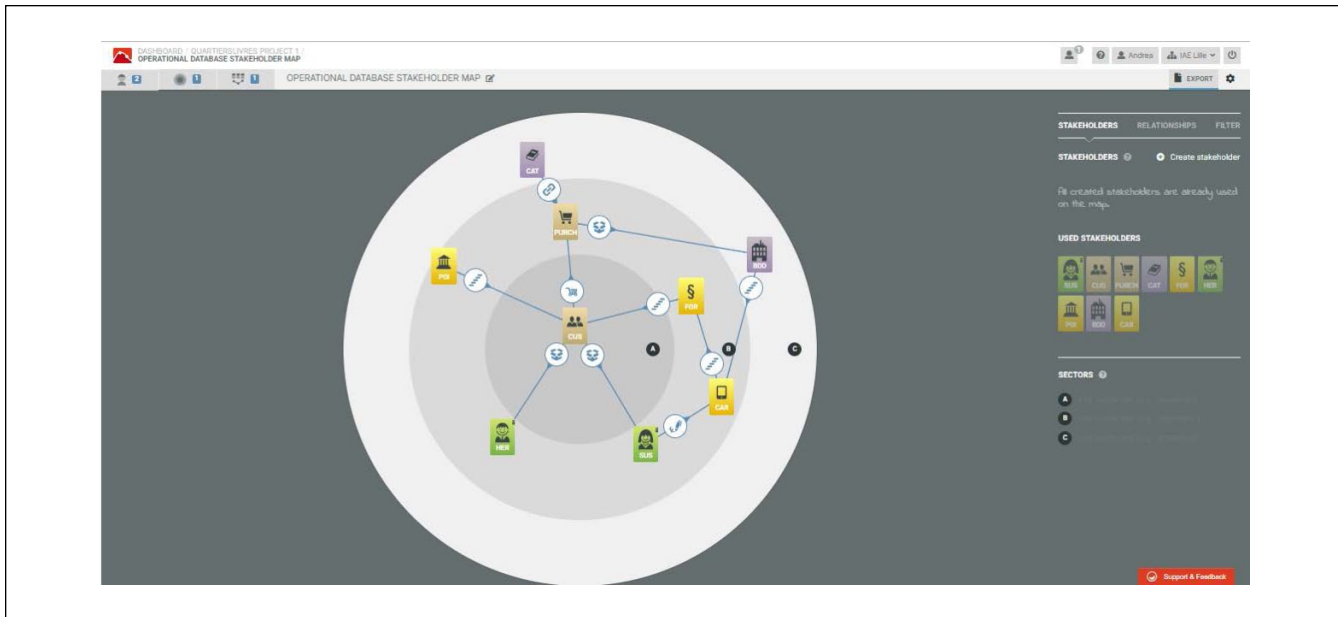 DASHBOARD / QUARTIERSLIVRES PROJECT 1 /
OPERATIONAL DATABASE STAKEHOLDER MAP
1
Andrea
IAE Lille
2
1
1
OPERATIONAL DATABASE STAKEHOLDER MAP
EXPORT
STAKEHOLDERS RELATIONSHIPS FILTER
STAKEHOLDERS ? Create stakeholder
All created stakeholders are already used
on the map.
USED STAKEHOLDERS
SUS CUS PURCH CAT § FOR HER
POI BDD CAR
SECTORS ?
A
B
C
CAT
PURCH
BDD
POI
§
FOR
CUS
A
B
C
CAR
HER
SUS
Support & Feedback